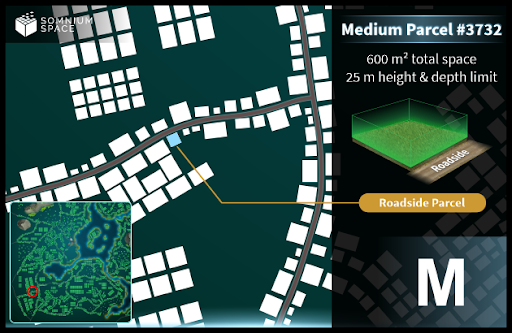 SOMNIUM
SPACE
Medium Parcel #3732
600 m² total space
25 m height & depth limit
Roadside
Roadside Parcel
M